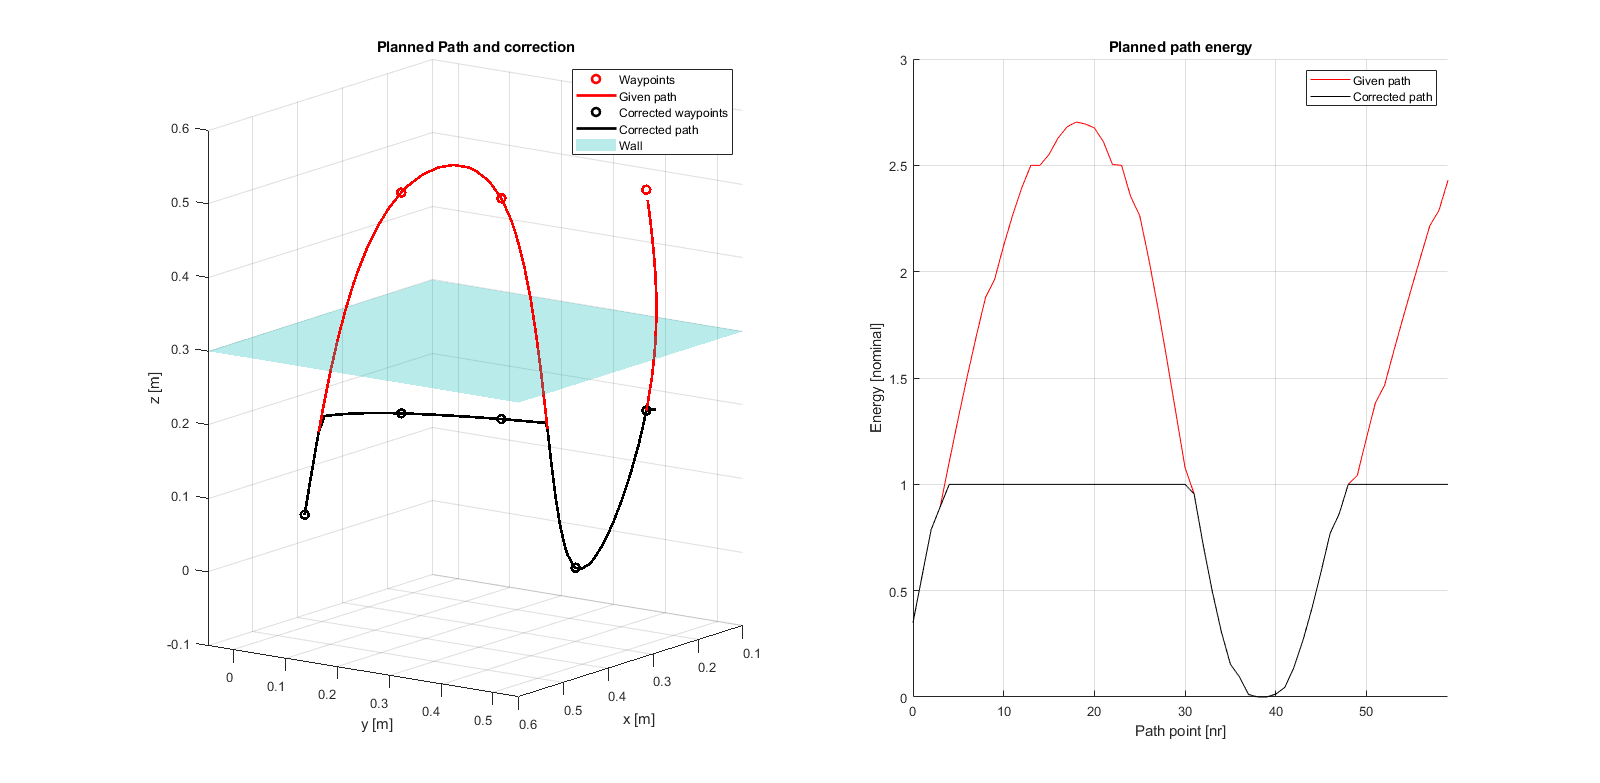 Planned Path and correction
Waypoints
Given path
Corrected waypoints
Corrected path
Wall
0.6
0.5
0.4
0.3
0.2
0.1
0
-0.1
z [m]
0
0.1
0.2
0.3
0.4
0.5
y [m]
0.6
0.5
0.4
0.3
0.2
0.1
x [m]
Planned path energy
Given path
Corrected path
3
2.5
2
1.5
1
0.5
0
Energy [nominal]
0
10
20
30
40
50
Path point [nr]